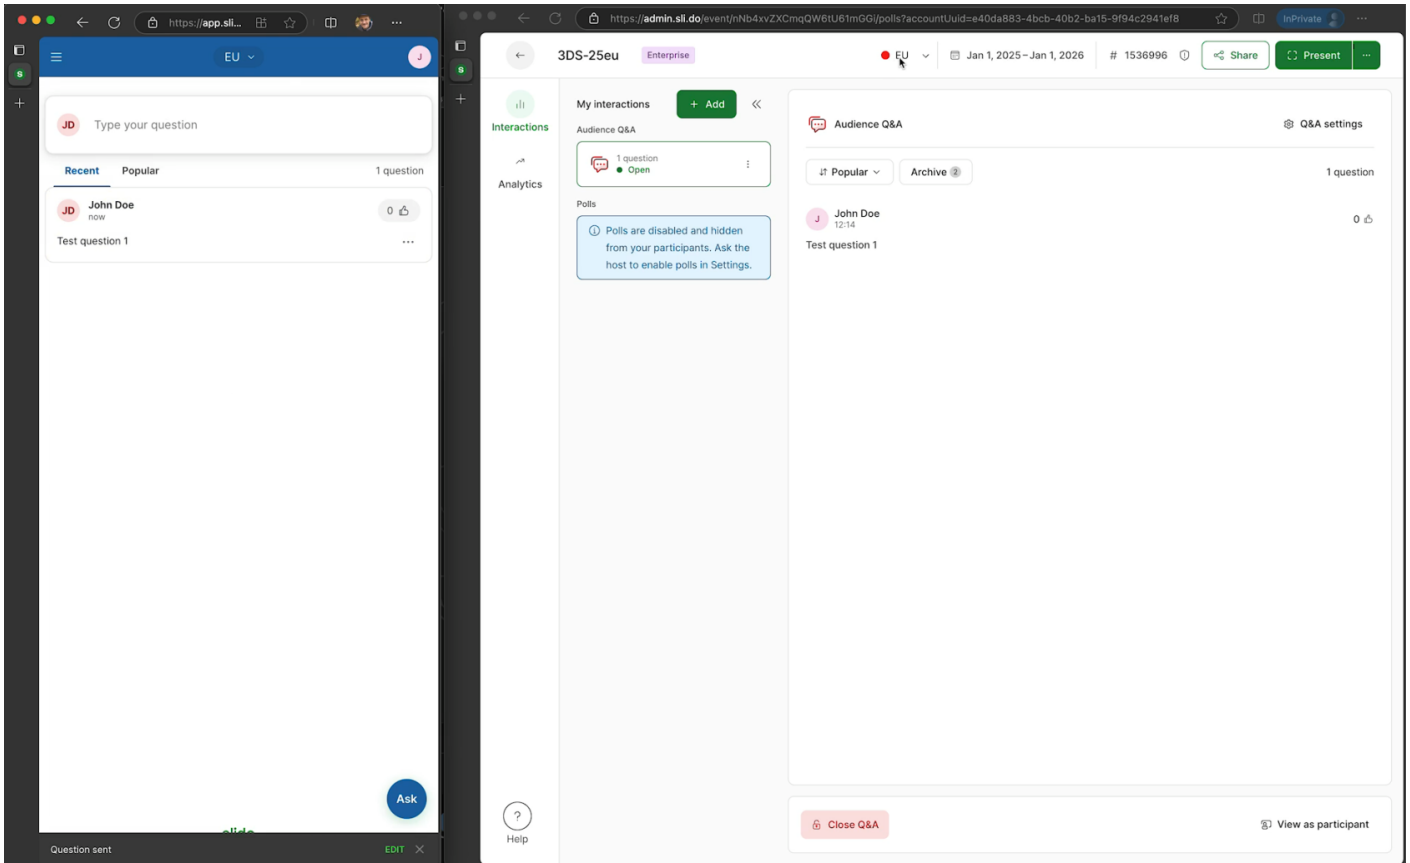 https://app.sli...
EU
J
JD
Type your question
Recent
Popular
1 question
JD
John Doe
now
0
Test question 1
Ask
slido
Question sent
EDIT
https://admin.sli.do/event/nNb4xvZXCmqQW6tU61mGGi/polls?accountUuid=e40da883-4bcb-40b2-ba15-9f94c2941ef8
InPrivate
3DS-25eu
Enterprise
EU
Jan 1, 2025–Jan 1, 2026
# 1536996
Share
Present
Interactions
Analytics
My interactions
+ Add
Audience Q&A
1 question
Open
Polls
Polls are disabled and hidden
from your participants. Ask the
host to enable polls in Settings.
Audience Q&A
Q&A settings
Popular
Archive 2
1 question
J
John Doe
12:14
0
Test question 1
?
Help
Close Q&A
View as participant